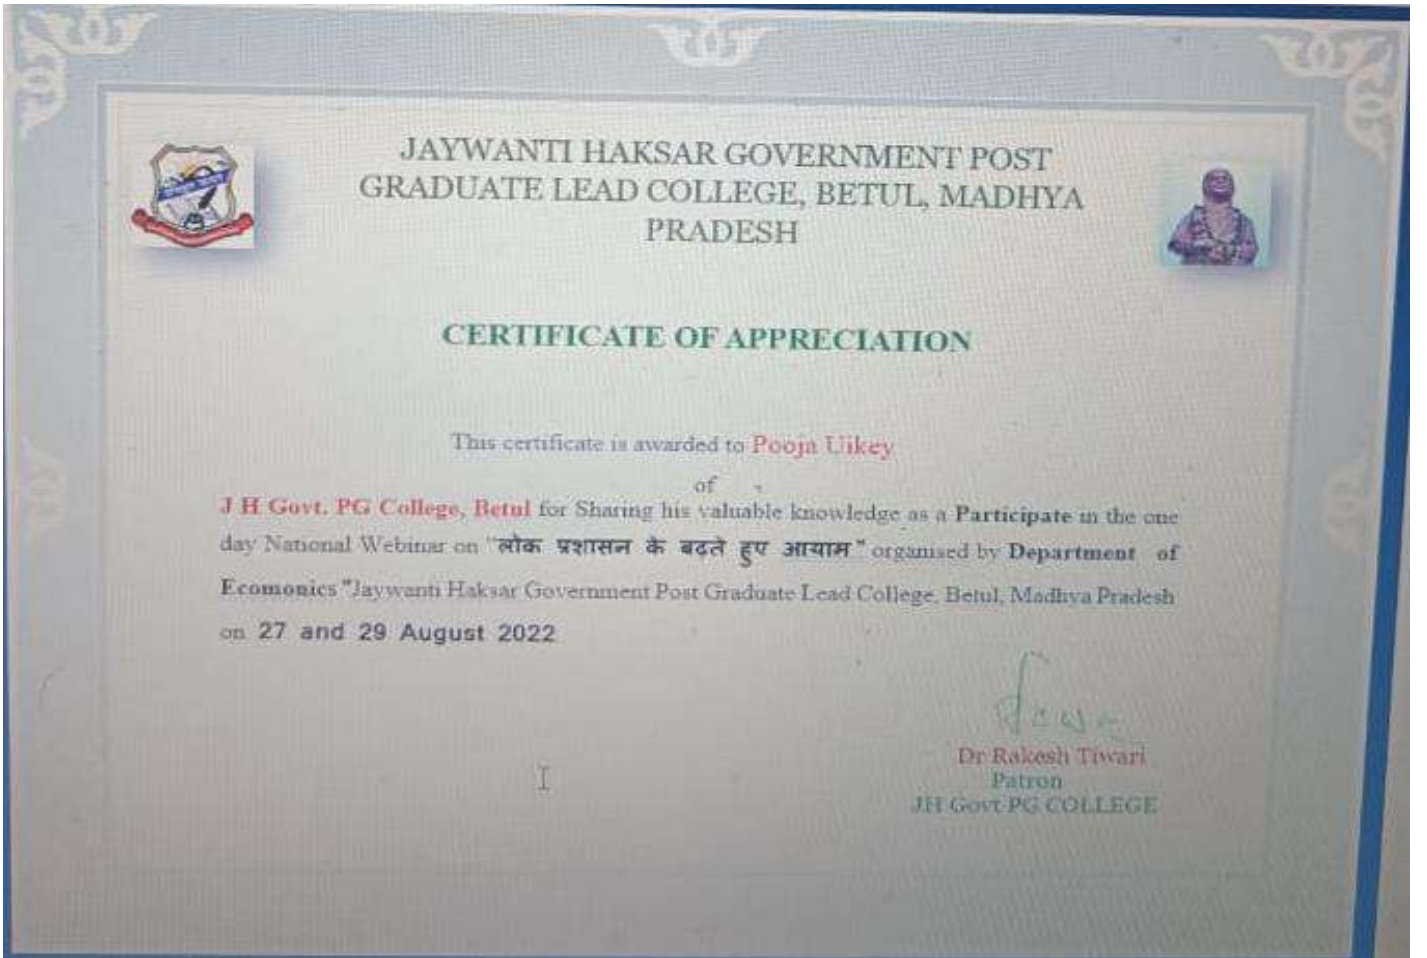 JAYWANTI HAKSAR GOVERNMENT POST
GRADUATE LEAD COLLEGE, BETUL, MADHYA
PRADESH
CERTIFICATE OF APPRECIATION
This certificate is awarded to Pooja Uikey
of
J H Govt. PG College, Betul for Sharing his valuable knowledge as a Participate in the one
day National Webinar on "लोक प्रशासन के बढते हुए आयाम" organised by Department of
Ecomonics "Jaywanti Haksar Government Post Graduate Lead College, Betul, Madhya Pradesh
on 27 and 29 August 2022
Dr Rakesh Tiwari
Patron
JH Govt PG COLLEGE